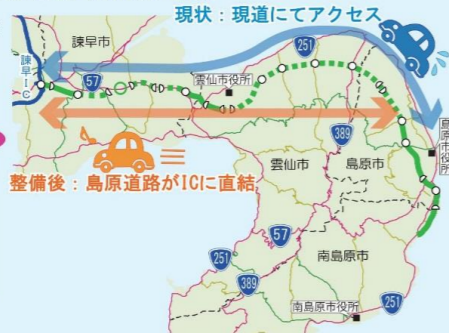 現状：現道にてアクセス
諫早市
251
諫早IC
57
雲仙市役所
島原市役所
389
雲仙市
島原市
整備後：島原道路がICに直結
57
251
南島原市
389
251
南島原市役所